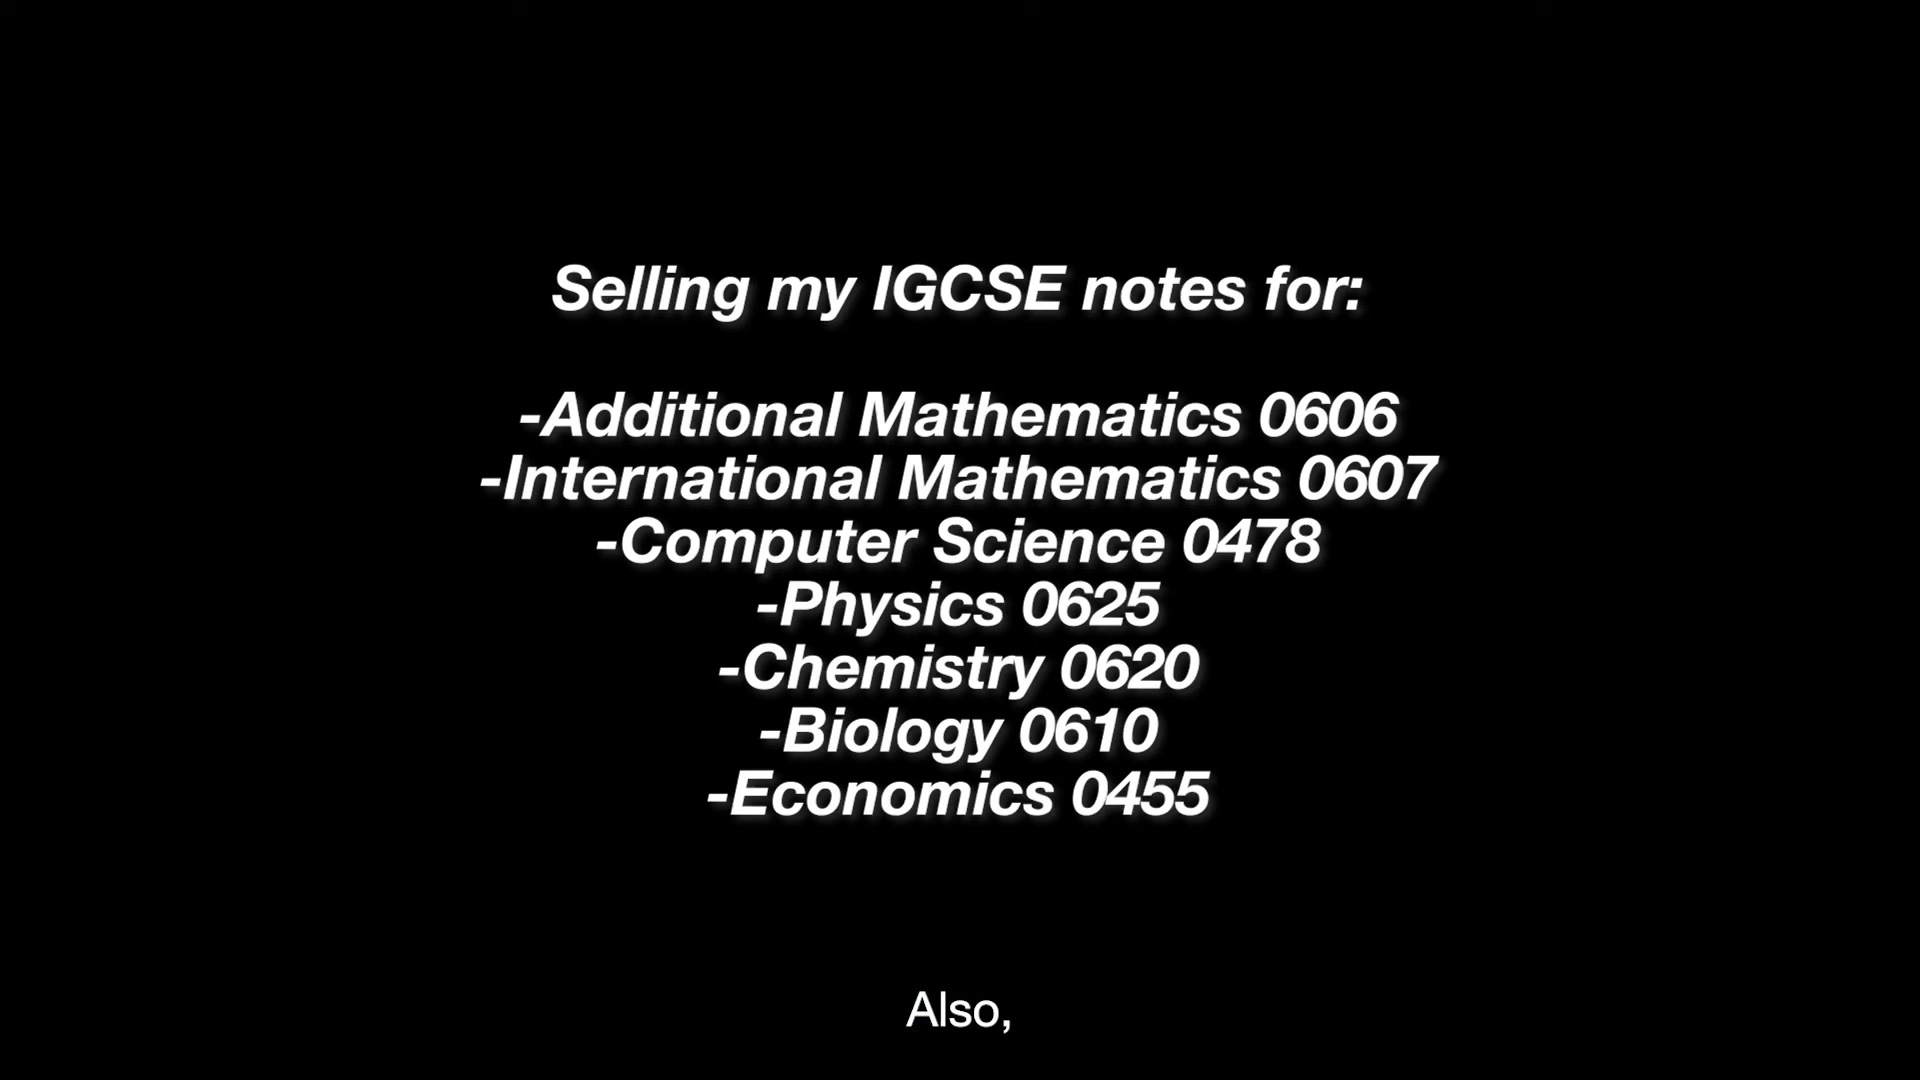 Selling my IGCSE notes for:
-Additional Mathematics 0606
-International Mathematics 0607
-Computer Science 0478
-Physics 0625
-Chemistry 0620
-Biology 0610
-Economics 0455
Also,